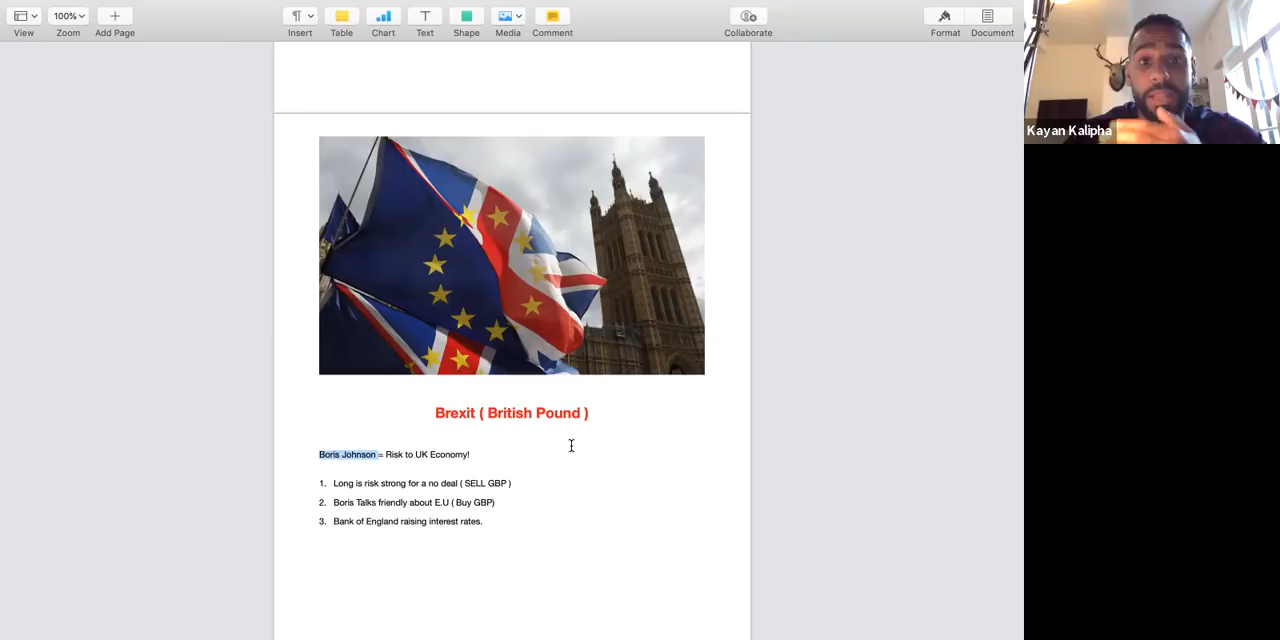 View
100%
Zoom
Add Page
Insert
Table
Chart
T
Text
Shape
Media
Comment
Collaborate
Format
Document
Kayan Kalipha
Brexit ( British Pound )
Boris Johnson = Risk to UK Economy!
1. Long is risk strong for a no deal ( SELL GBP )
2. Boris Talks friendly about E.U ( Buy GBP)
3. Bank of England raising interest rates.